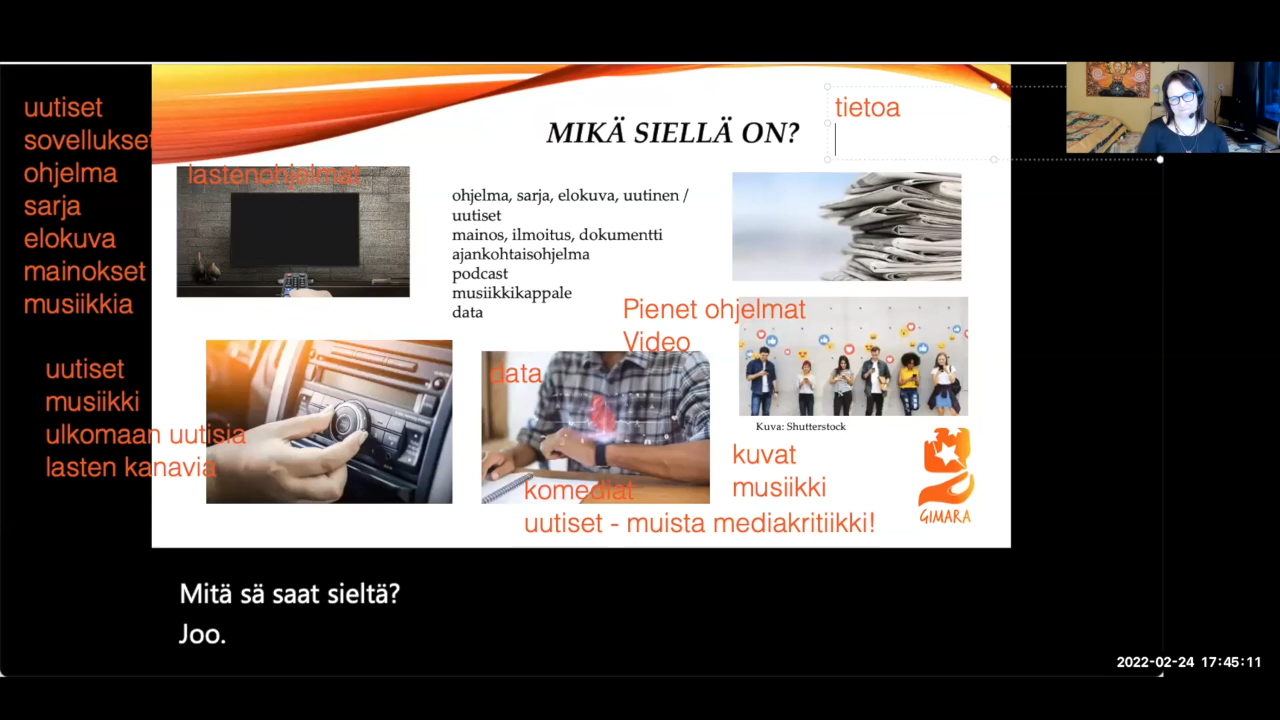 uutiset
sovellukset
ohjelma
sarja
elokuva
mainokset
musiikkia
uutiset
musiikki
ulkomaan uutisia
lasten kanavia
MIKÄ SIELLÄ ON?
tietoa
lastenohjelmat
ohjelma, sarja, elokuva, uutinen /
uutiset
mainos, ilmoitus, dokumentti
ajankohtaisohjelma
podcast
musiikkikappale
data
Pienet ohjelmat
Video
data
Kuva: Shutterstock
kuvat
musiikki
komediat
uutiset - muista mediakritiikki!
GIMARA
Mitä sä saat sieltä?
Joo.
2022-02-24 17:45:11